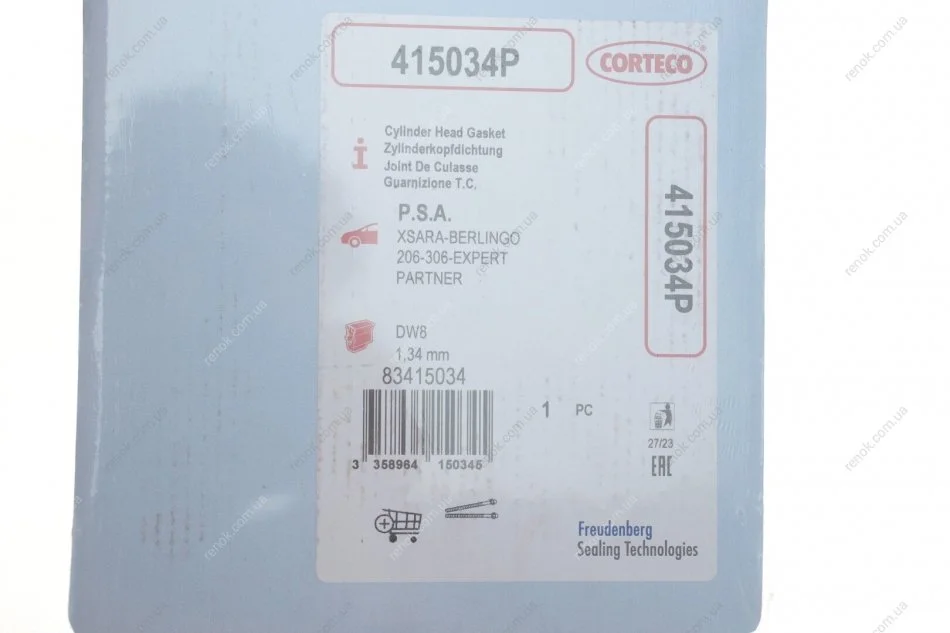 415034P
CORTECO®
Cylinder Head Gasket
Zylinderkopfdichtung
Joint De Culasse
Guarnizione T.C.
P.S.A.
XSARA-BERLINGO
206-306-EXPERT
PARTNER
415034P
DW8
1,34 mm
83415034
1 PC
3 358964 150345
27/23
EAC
Freudenberg
Sealing Technologies
renok.com.ua